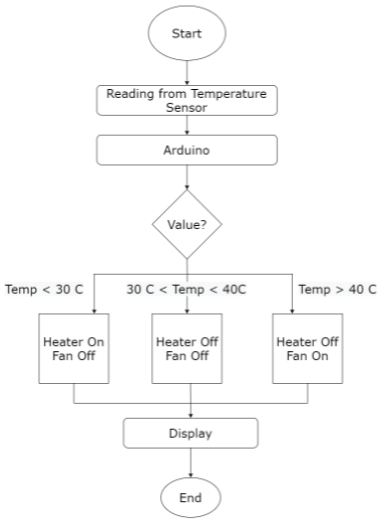 Start
Reading from Temperature
Sensor
Arduino
Value?
Temp < 30 C
30 C < Temp < 40C
Temp > 40 C
Heater On
Fan Off
Heater Off
Fan Off
Heater Off
Fan On
Display
End